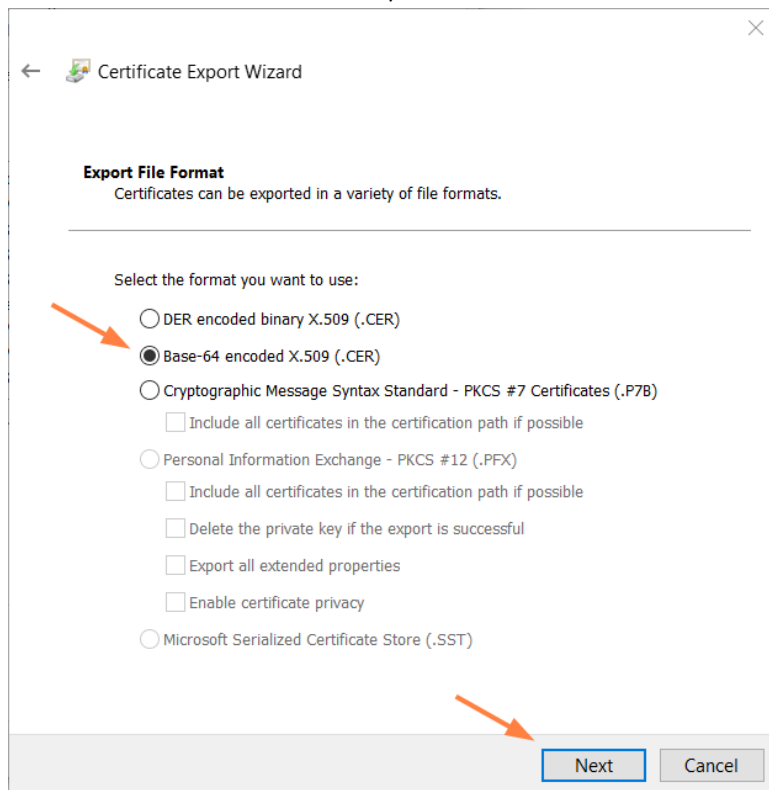 Certificate Export Wizard
Export File Format
Certificates can be exported in a variety of file formats.
Select the format you want to use:
DER encoded binary X.509 (.CER)
Base-64 encoded X.509 (.CER)
Cryptographic Message Syntax Standard - PKCS #7 Certificates (.P7B)
Include all certificates in the certification path if possible
Personal Information Exchange - PKCS #12 (.PFX)
Include all certificates in the certification path if possible
Delete the private key if the export is successful
Export all extended properties
Enable certificate privacy
Microsoft Serialized Certificate Store (.SST)
Next Cancel